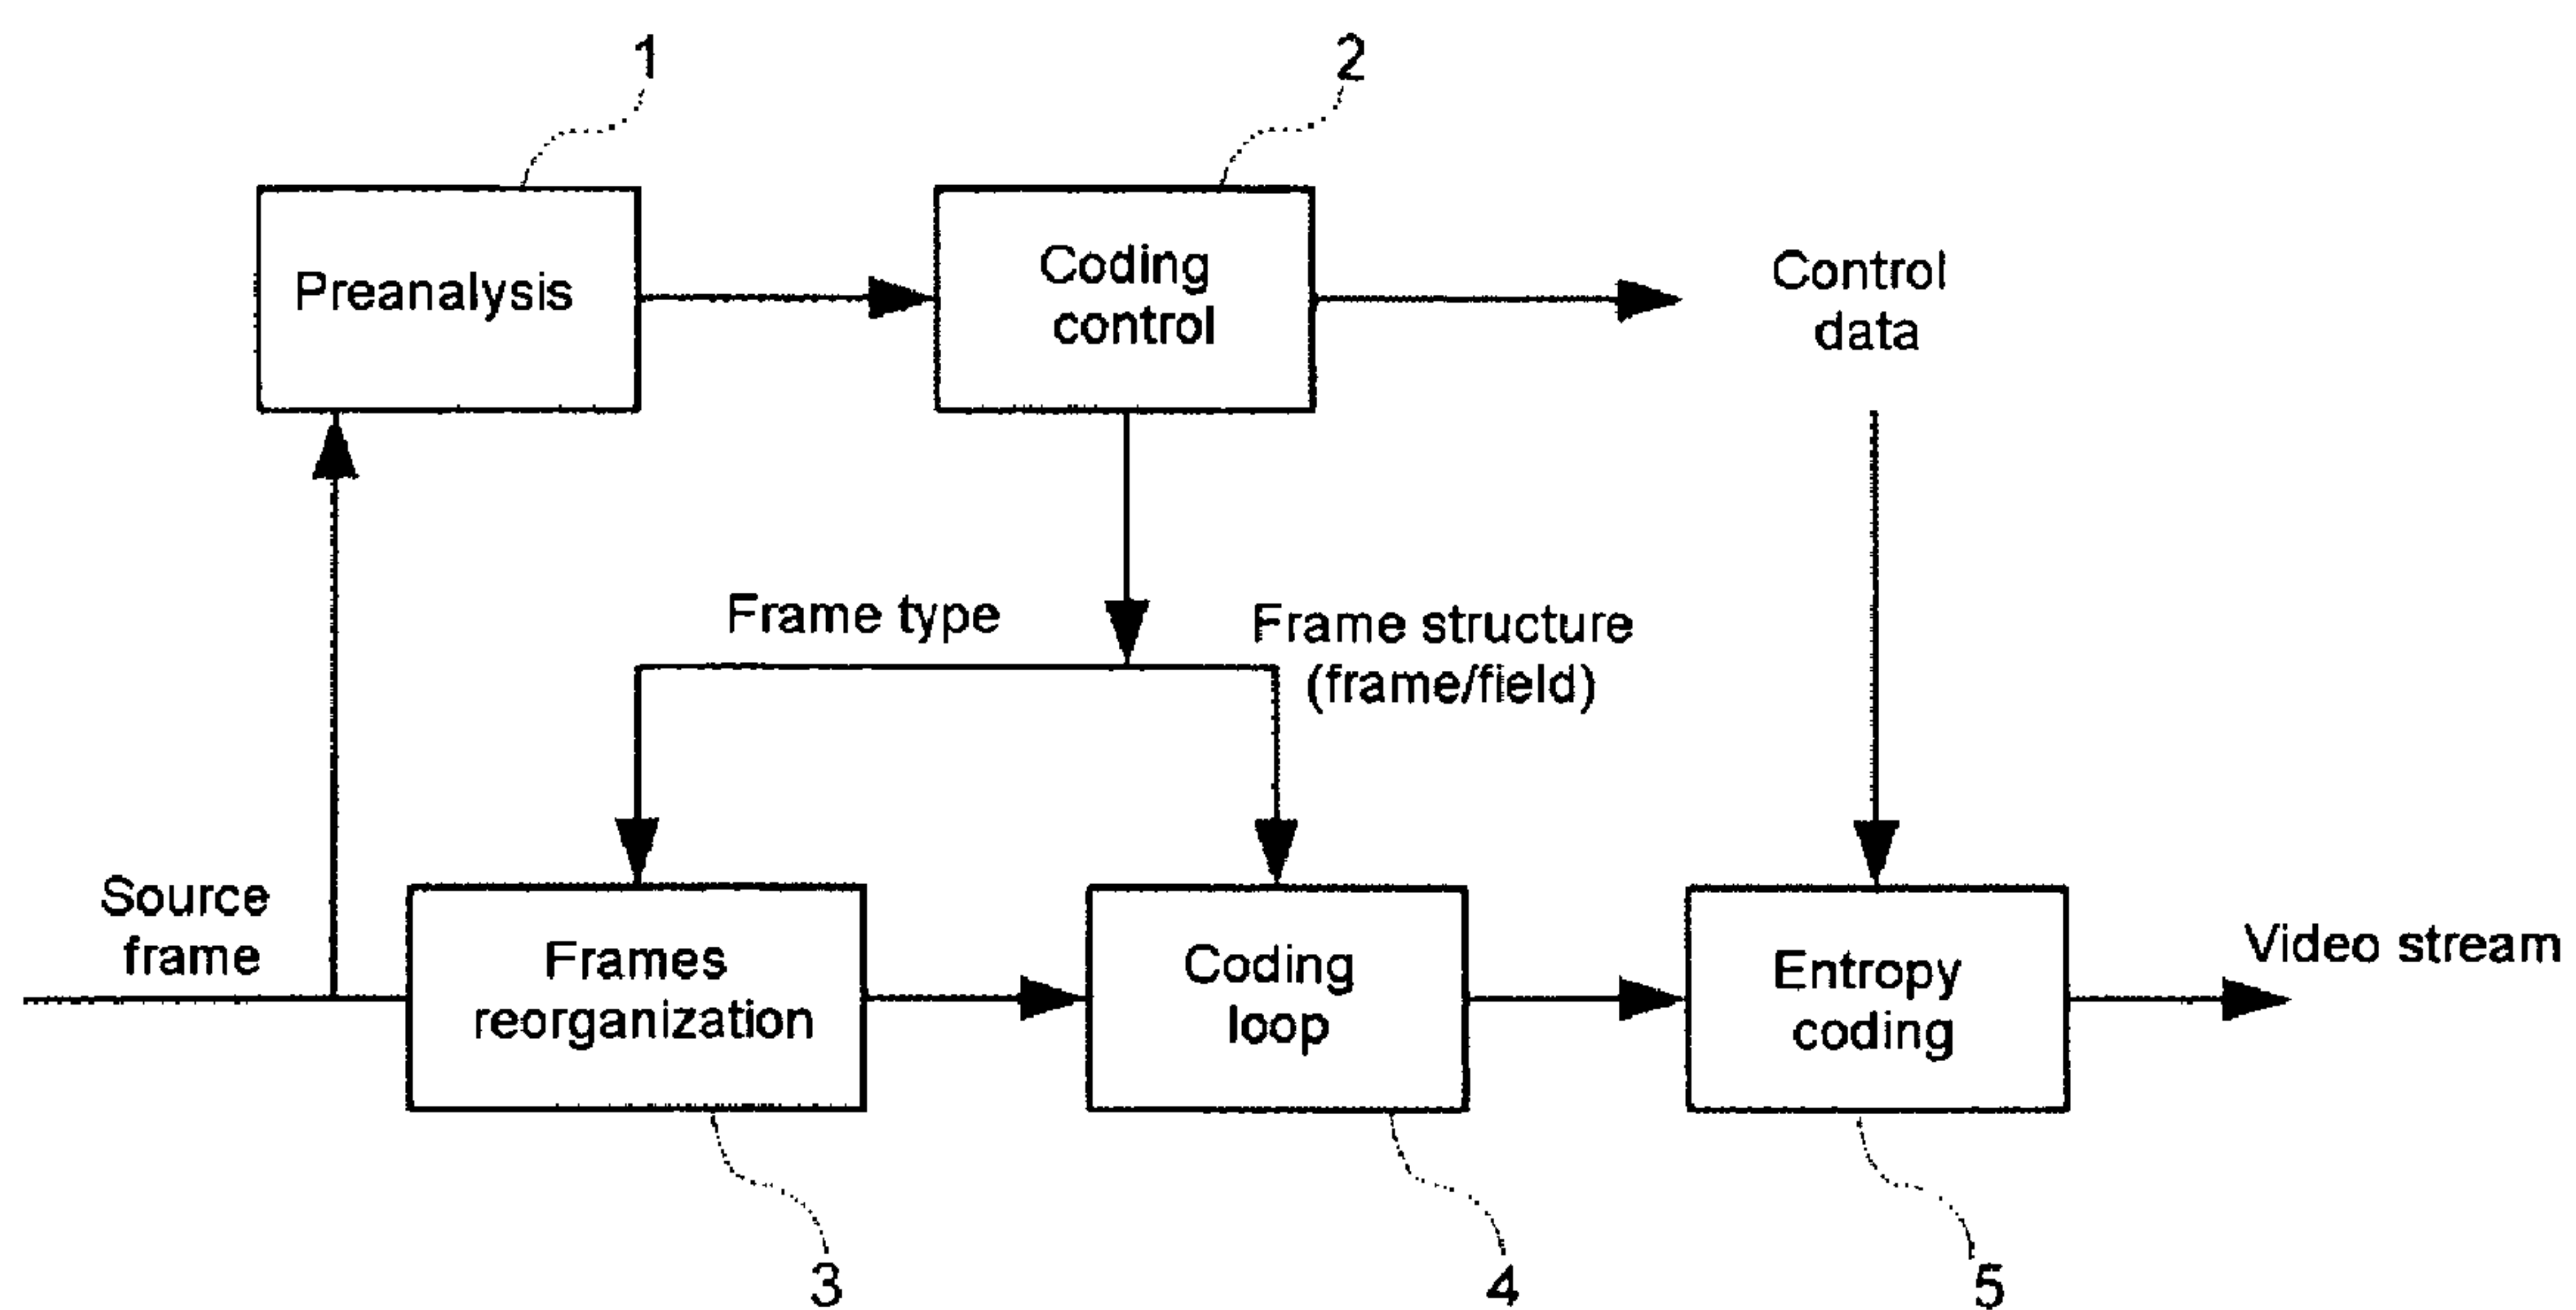 1
2
Preanalysis
Coding
control
Control
data
Frame type
Frame structure
(frame/field)
Source
frame
Frames
reorganization
Coding
loop
Entropy
coding
Video stream
3
4
5